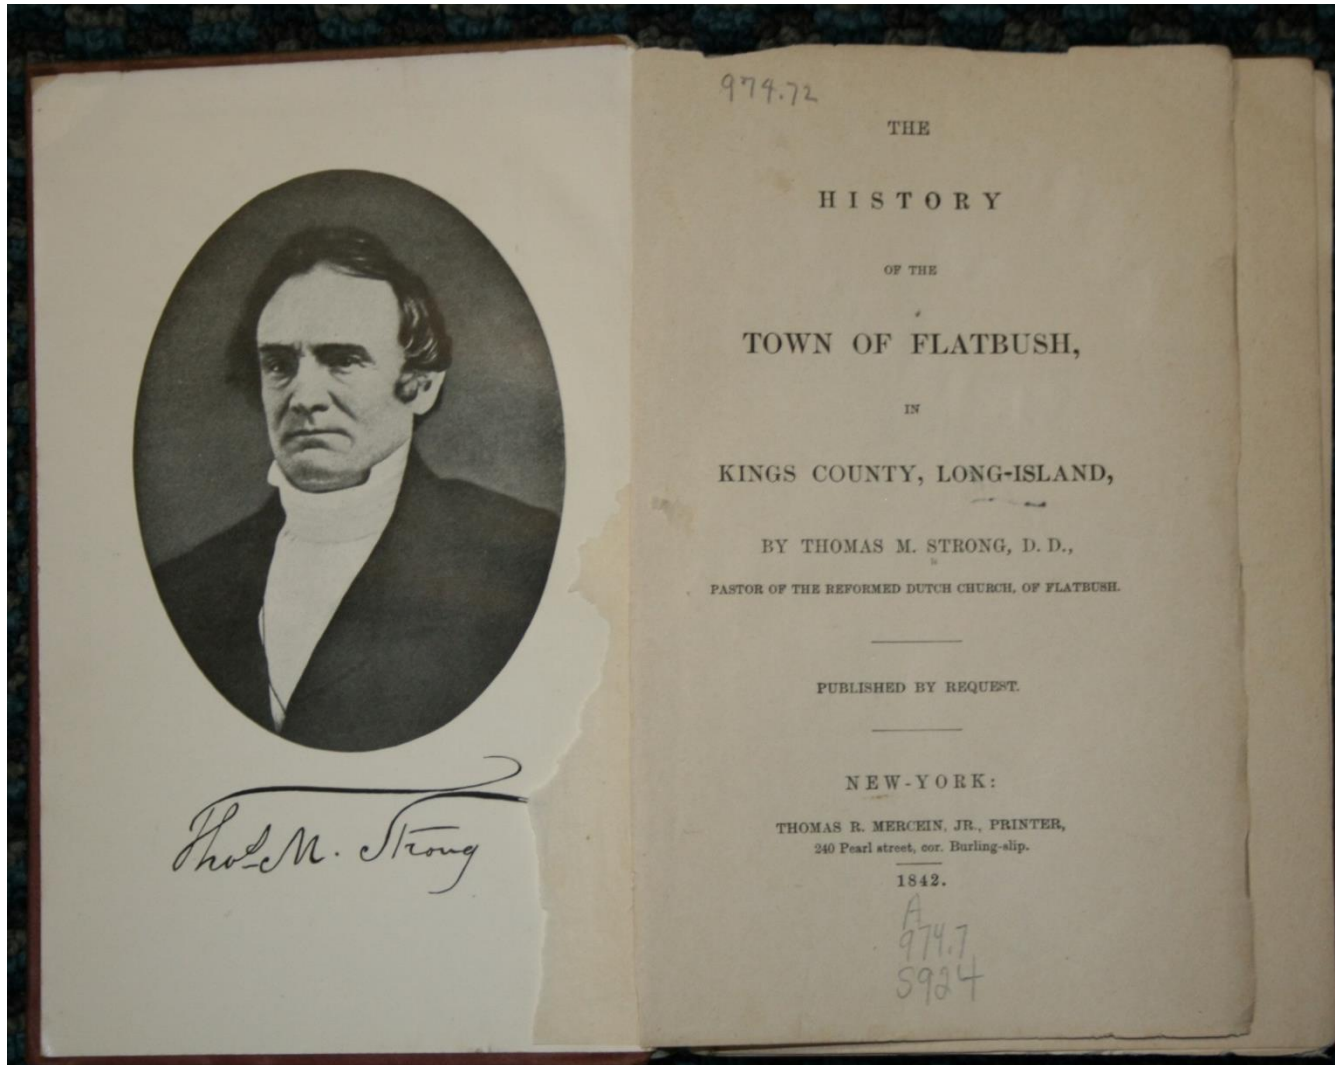 Thos. M. Strong
974.72
THE
HISTORY
OF THE
TOWN OF FLATBUSH,
IN
KINGS COUNTY, LONG-ISLAND,
BY THOMAS M. STRONG, D. D.,
PASTOR OF THE REFORMED DUTCH CHURCH, OF FLATBUSH.
PUBLISHED BY REQUEST.
NEW-YORK:
THOMAS R. MERCEIN, JR., PRINTER,
240 Pearl street, cor. Burling-slip.
1842.
A
974.7
S924